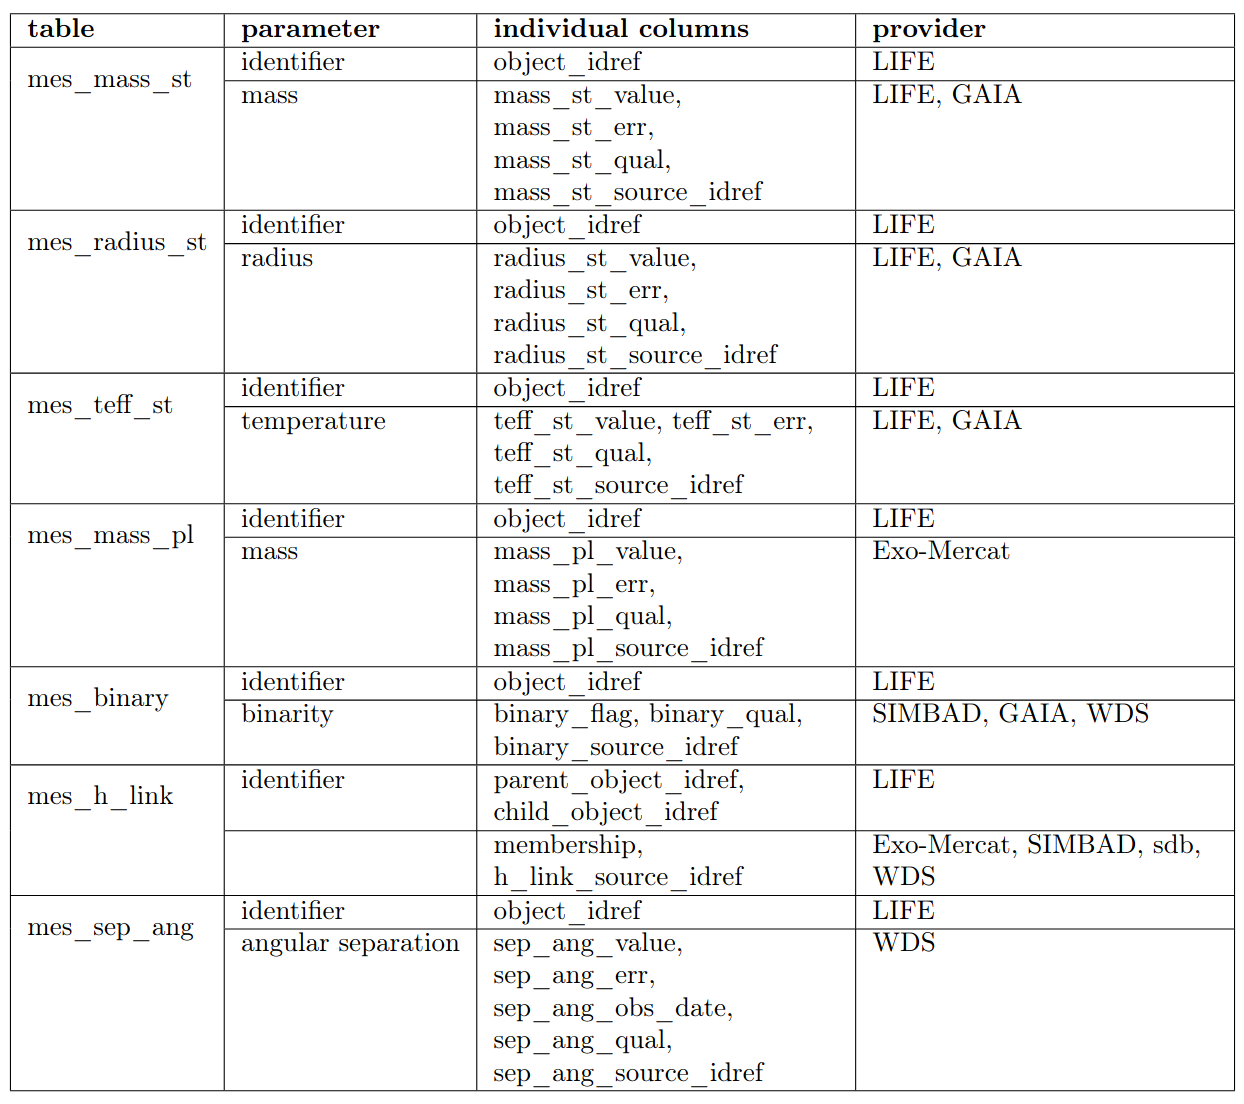 table parameter individual columns provider
mes_mass_st identifier object_idref LIFE
mass mass_st_value, LIFE, GAIA
mass_st_err,
mass_st_qual,
mass_st_source_idref
mes_radius_st identifier object_idref LIFE
radius radius_st_value, LIFE, GAIA
radius_st_err,
radius_st_qual,
radius_st_source_idref
mes_teff_st identifier object_idref LIFE
temperature teff_st_value, teff_st_err, LIFE, GAIA
teff_st_qual,
teff_st_source_idref
mes_mass_pl identifier object_idref LIFE
mass mass_pl_value, Exo-Mercat
mass_pl_err,
mass_pl_qual,
mass_pl_source_idref
mes_binary identifier object_idref LIFE
binarity binary_flag, binary_qual, SIMBAD, GAIA, WDS
binary_source_idref
mes_h_link identifier parent_object_idref, LIFE
child_object_idref
membership, Exo-Mercat, SIMBAD, sdb,
h_link_source_idref WDS
mes_sep_ang identifier object_idref LIFE
angular separation sep_ang_value, WDS
sep_ang_err,
sep_ang_obs_date,
sep_ang_qual,
sep_ang_source_idref